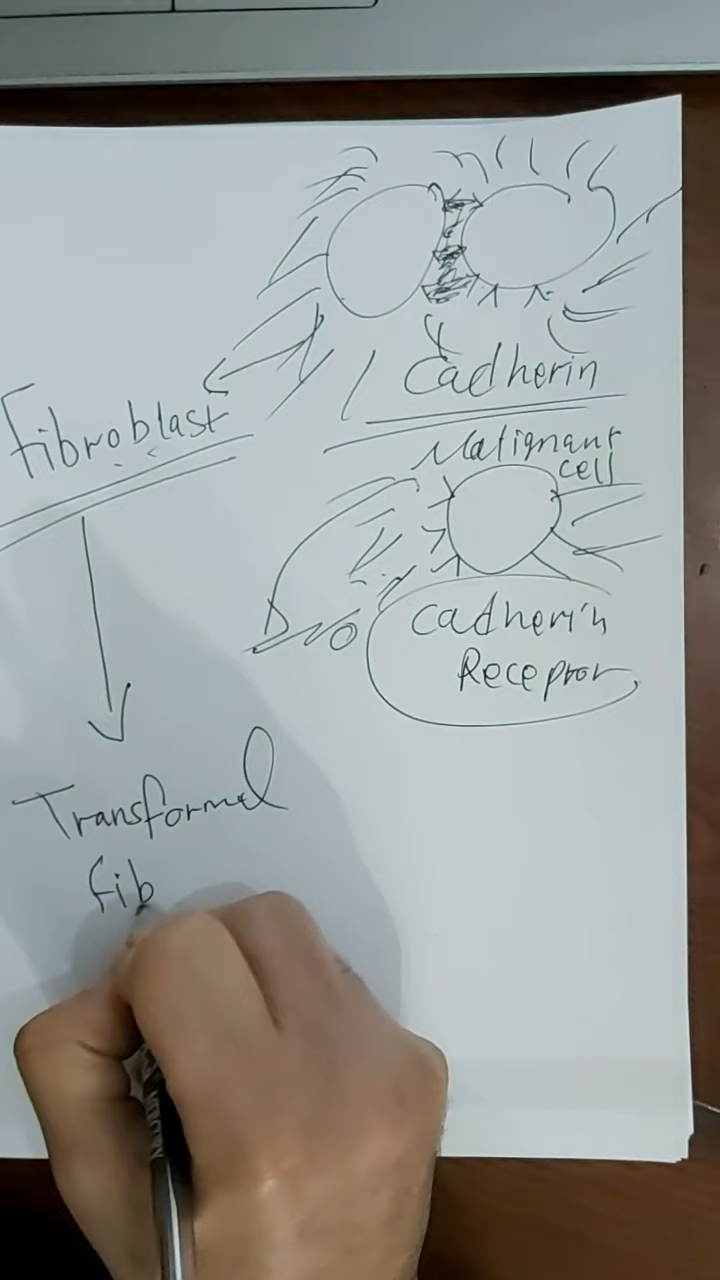 Cadherin
Fibroblast
Malignant
cell
Cadherin
Receptor
Transformed
fib